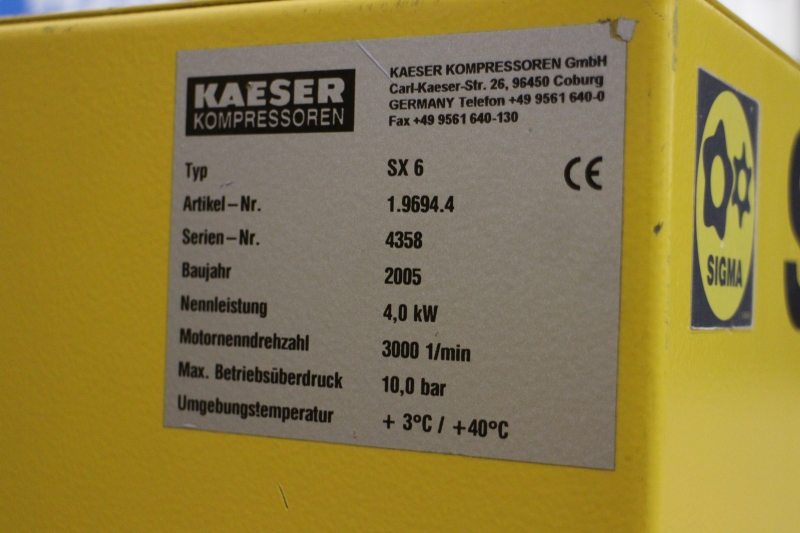 KAESER
KOMPRESSOREN
KAESER KOMPRESSOREN GmbH
Carl-Kaeser-Str. 26, 96450 Coburg
GERMANY Telefon +49 9561 640-0
Fax +49 9561 640-130
Typ SX 6
CE
Artikel–Nr. 1.9694.4
Serien–Nr. 4358
Baujahr 2005
Nennleistung 4,0 kW
Motornenndrehzahl 3000 1/min
Max. Betriebsüberdruck 10,0 bar
Umgebungstemperatur + 3°C / +40°C
SIGMA